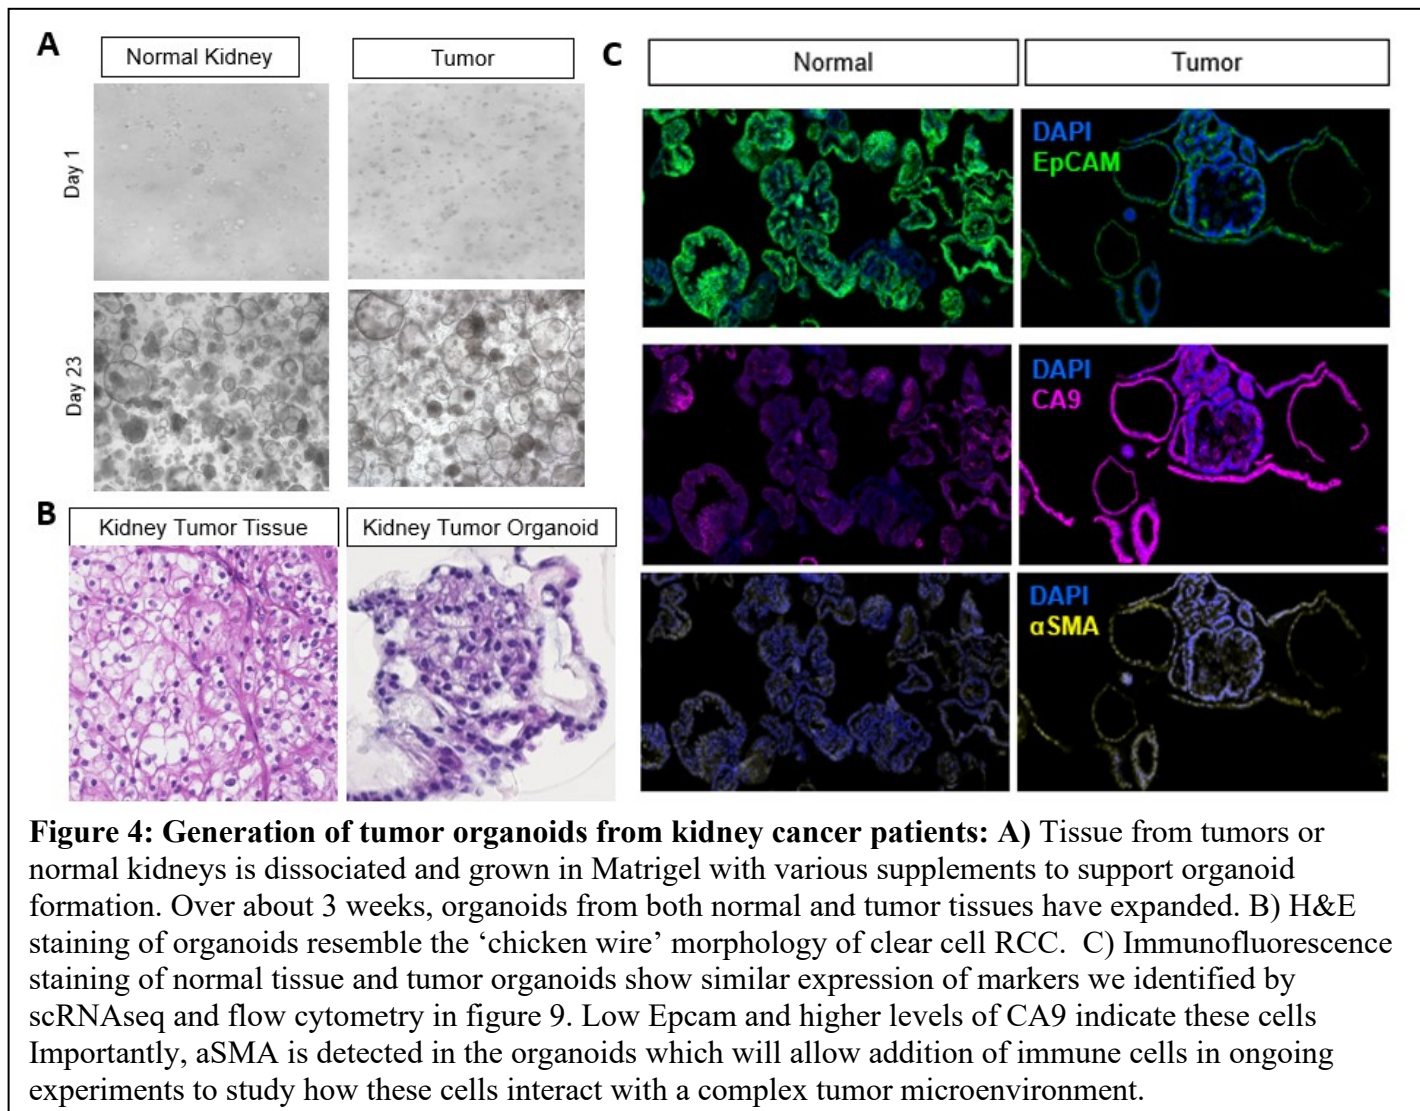 A
Normal Kidney
Tumor
Day 1
Day 23
B
Kidney Tumor Tissue
Kidney Tumor Organoid
C
Normal
Tumor
DAPI
EpCAM
DAPI
CA9
DAPI
αSMA
Figure 4: Generation of tumor organoids from kidney cancer patients: A) Tissue from tumors or
normal kidneys is dissociated and grown in Matrigel with various supplements to support organoid
formation. Over about 3 weeks, organoids from both normal and tumor tissues have expanded. B) H&E
staining of organoids resemble the ‘chicken wire’ morphology of clear cell RCC.  C) Immunofluorescence
staining of normal tissue and tumor organoids show similar expression of markers we identified by
scRNAseq and flow cytometry in figure 9. Low Epcam and higher levels of CA9 indicate these cells
Importantly, aSMA is detected in the organoids which will allow addition of immune cells in ongoing
experiments to study how these cells interact with a complex tumor microenvironment.